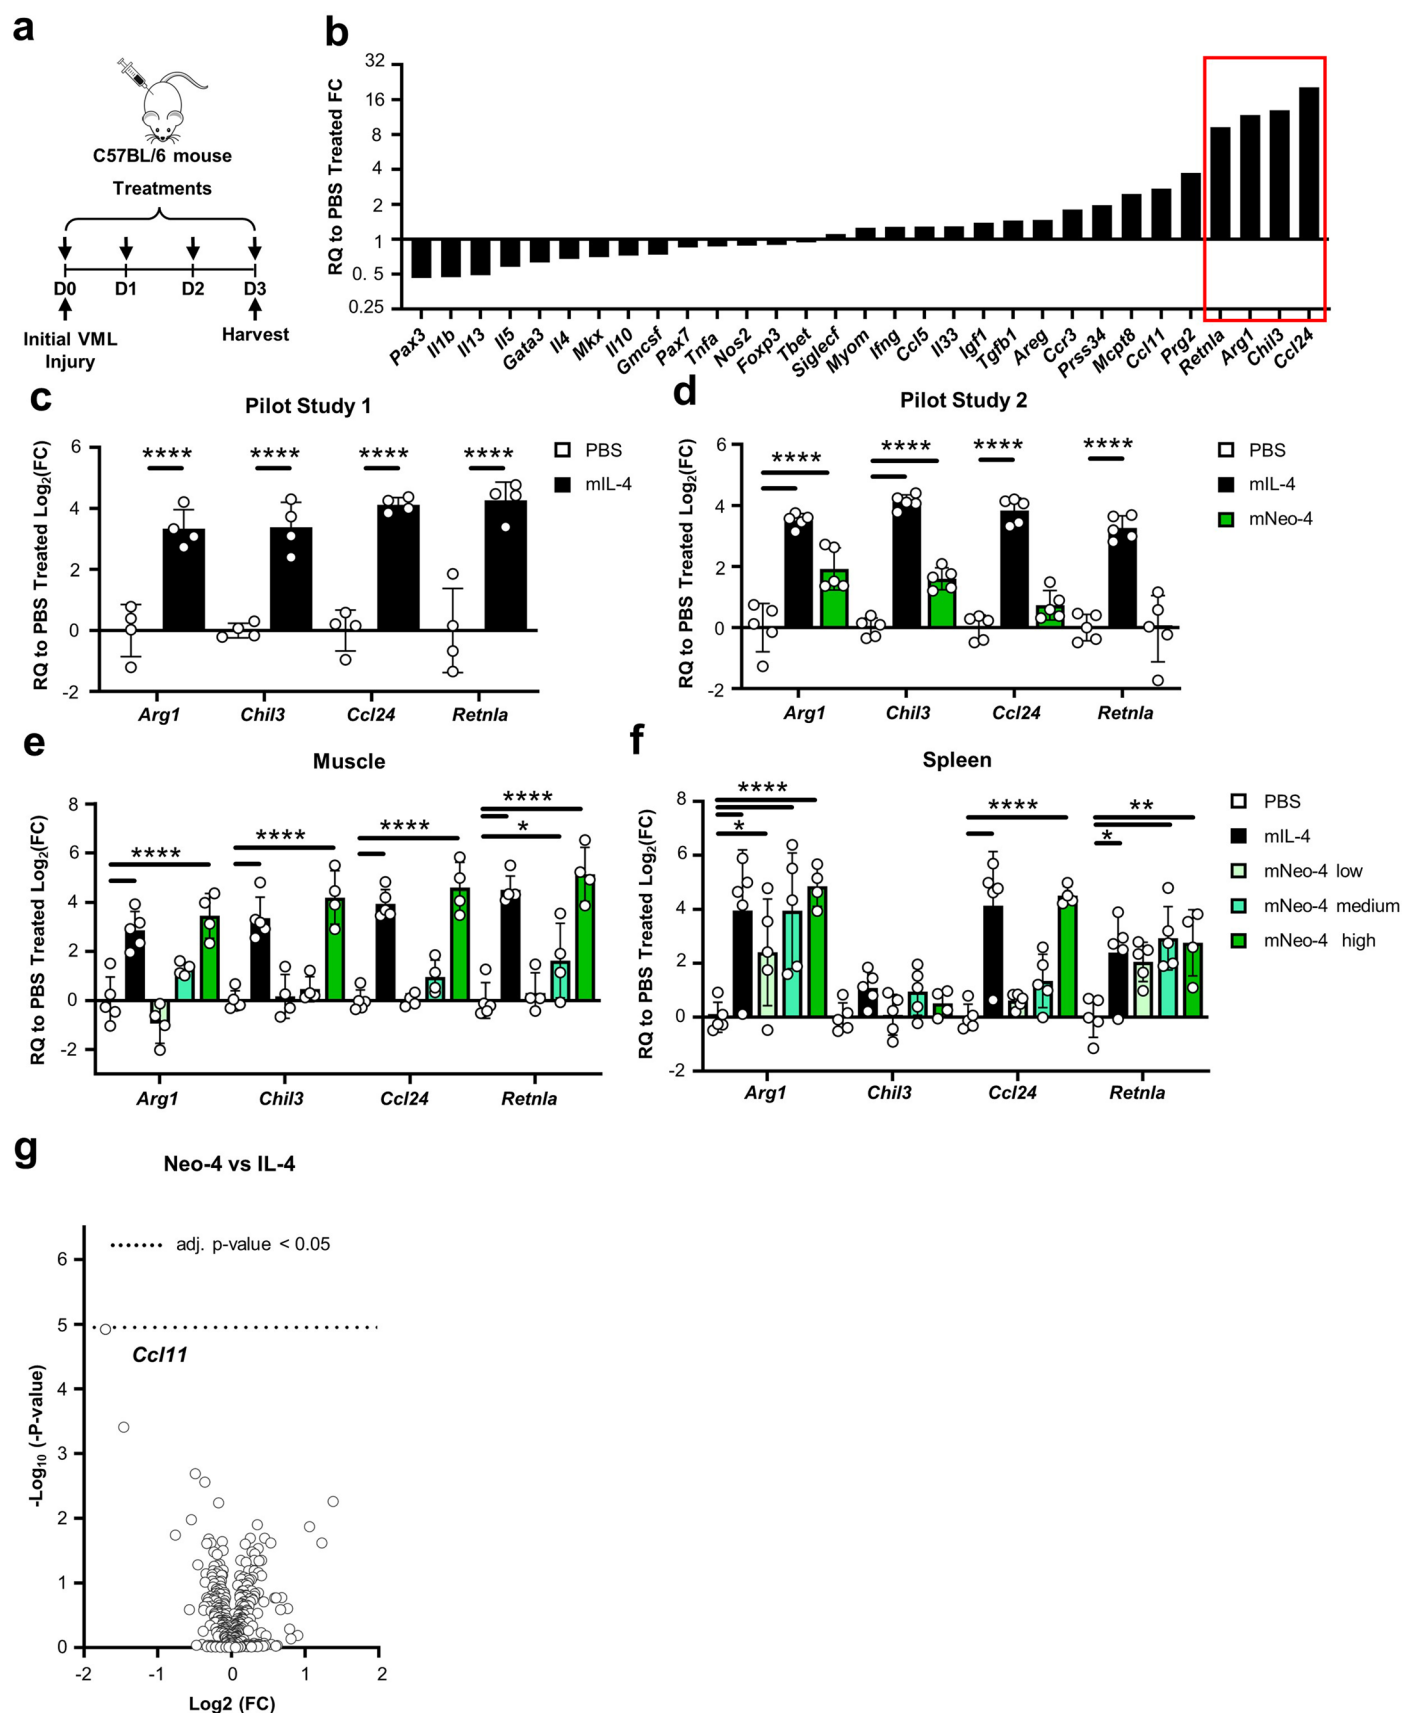 a
C57BL/6 mouse
Treatments
D0 D1 D2 D3
Initial VML
Injury
Harvest
b
RQ to PBS Treated FC
32
16
8
4
2
1
0.5
0.25
Pax3 Il1b Il13 Il5 Gata3 Il4 Mkx Il10 Gmcsf Pax7 Tnfa Nos2 Foxp3 Tbet Siglecf Myom Ifng Ccl5 Il33 Igf1 Tgfb1 Areg Ccr3 Prss34 Mcpt8 Ccl11 Prg2 Retnla Arg1 Chil3 Ccl24
c
Pilot Study 1
RQ to PBS Treated Log2(FC)
6
4
2
0
-2
**** **** **** ****
Arg1 Chil3 Ccl24 Retnla
PBS
mIL-4
d
Pilot Study 2
RQ to PBS Treated Log2(FC)
6
4
2
0
-2
**** **** **** ****
Arg1 Chil3 Ccl24 Retnla
PBS
mIL-4
mNeo-4
e
Muscle
RQ to PBS Treated Log2(FC)
8
6
4
2
0
-2
**** **** **** ****
*
Arg1 Chil3 Ccl24 Retnla
f
Spleen
RQ to PBS Treated Log2(FC)
8
6
4
2
0
-2
**** **** **
* *
Arg1 Chil3 Ccl24 Retnla
PBS
mIL-4
mNeo-4 low
mNeo-4 medium
mNeo-4 high
g
Neo-4 vs IL-4
adj. p-value < 0.05
Ccl11
-Log10 (-P-value)
6
5
4
3
2
1
0
-2 -1 0 1 2
Log2 (FC)